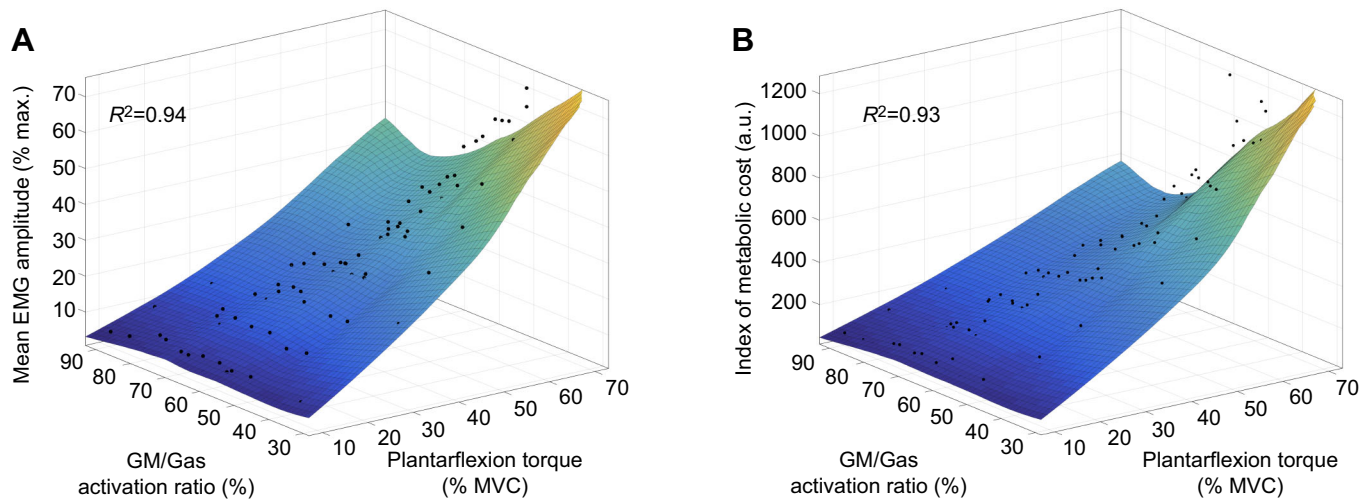 A
Mean EMG amplitude (% max.)
70
60
50
40
30
20
10
R²=0.94
90
80
70
60
50
40
30
GM/Gas
activation ratio (%)
10
20
30
40
50
60
70
Plantarflexion torque
(% MVC)
B
Index of metabolic cost (a.u.)
1200
1000
800
600
400
200
R²=0.93
90
80
70
60
50
40
30
GM/Gas
activation ratio (%)
10
20
30
40
50
60
70
Plantarflexion torque
(% MVC)